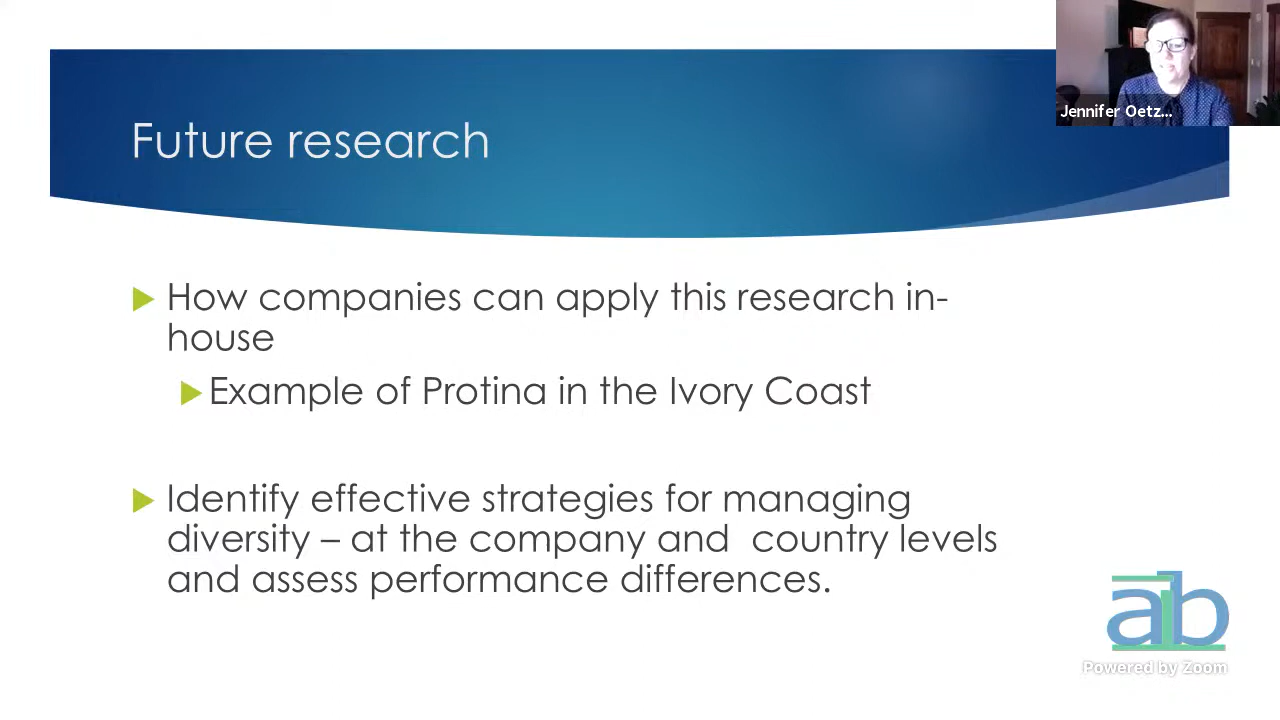 Jennifer Oetz...
Future research
How companies can apply this research in-
house
Example of Protina in the Ivory Coast
Identify effective strategies for managing
diversity – at the company and country levels
and assess performance differences.
aib
Powered by Zoom